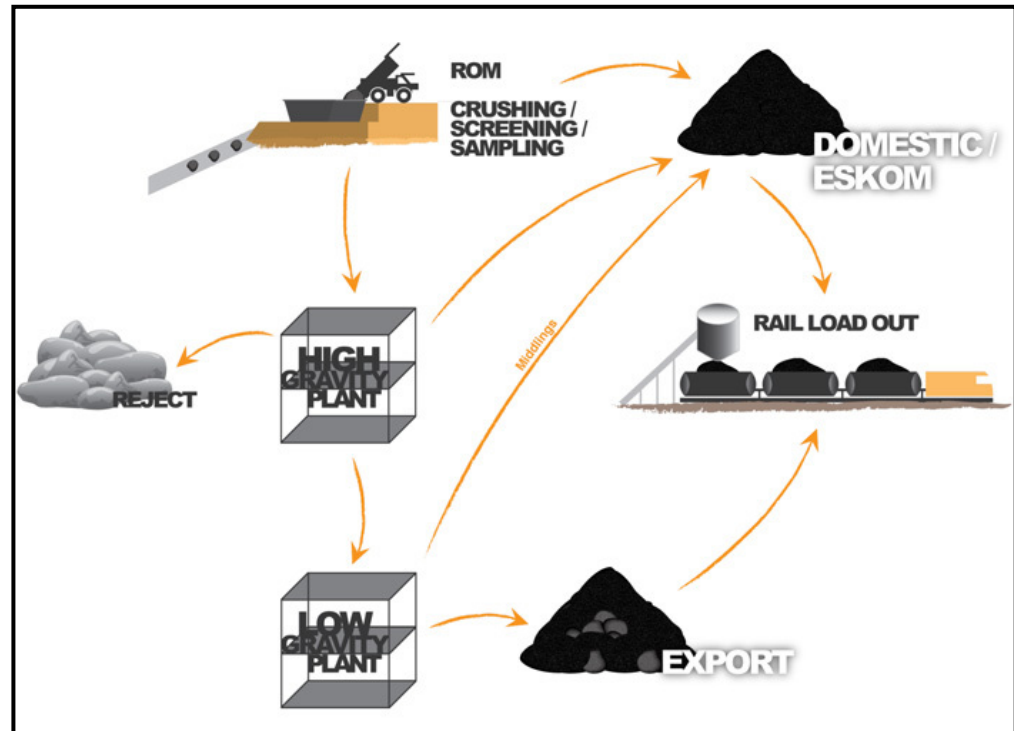 ROM
CRUSHING /
SCREENING /
SAMPLING
DOMESTIC /
ESKOM
RAIL LOAD OUT
Middlings
HIGH
GRAVITY
PLANT
REJECT
LOW
GRAVITY
PLANT
EXPORT